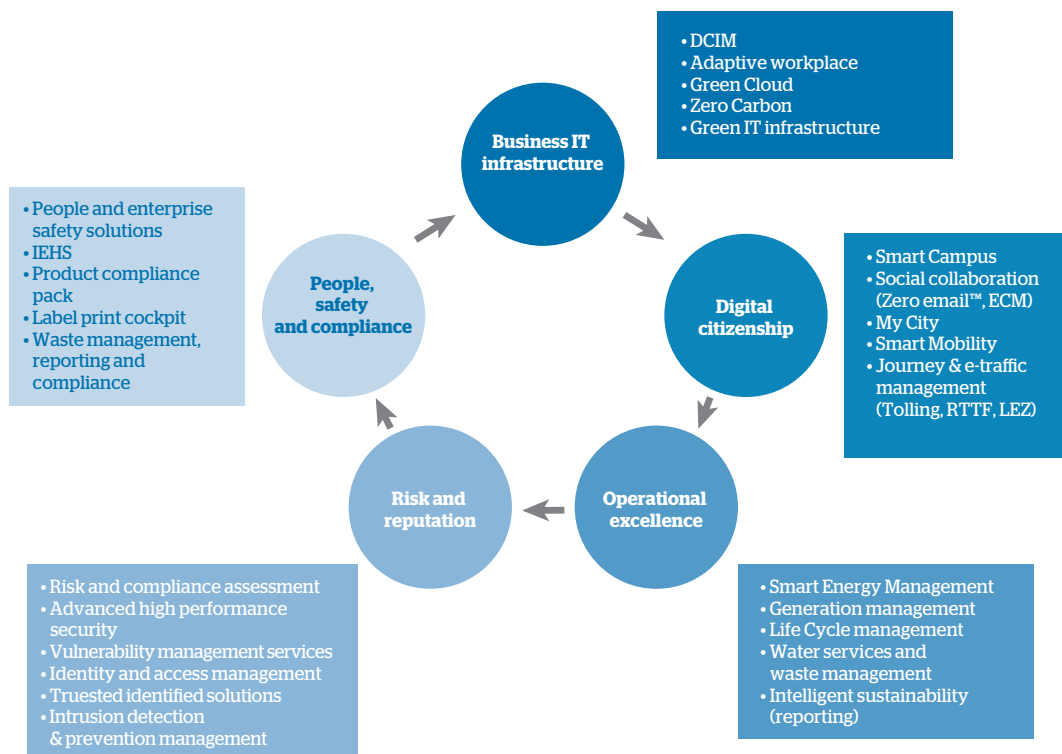 • DCIM
• Adaptive workplace
• Green Cloud
• Zero Carbon
• Green IT infrastructure
Business IT
infrastructure
• People and enterprise
safety solutions
• IEHS
• Product compliance
pack
• Label print cockpit
• Waste management,
reporting and
compliance
People,
safety
and compliance
Digital
citizenship
• Smart Campus
• Social collaboration
(Zero email™, ECM)
• My City
• Smart Mobility
• Journey & e-traffic
management
(Tolling, RTTF, LEZ)
Risk and
reputation
Operational
excellence
• Risk and compliance assessment
• Advanced high performance
security
• Vulnerability management services
• Identity and access management
• Truested identified solutions
• Intrusion detection
& prevention management
• Smart Energy Management
• Generation management
• Life Cycle management
• Water services and
waste management
• Intelligent sustainability
(reporting)